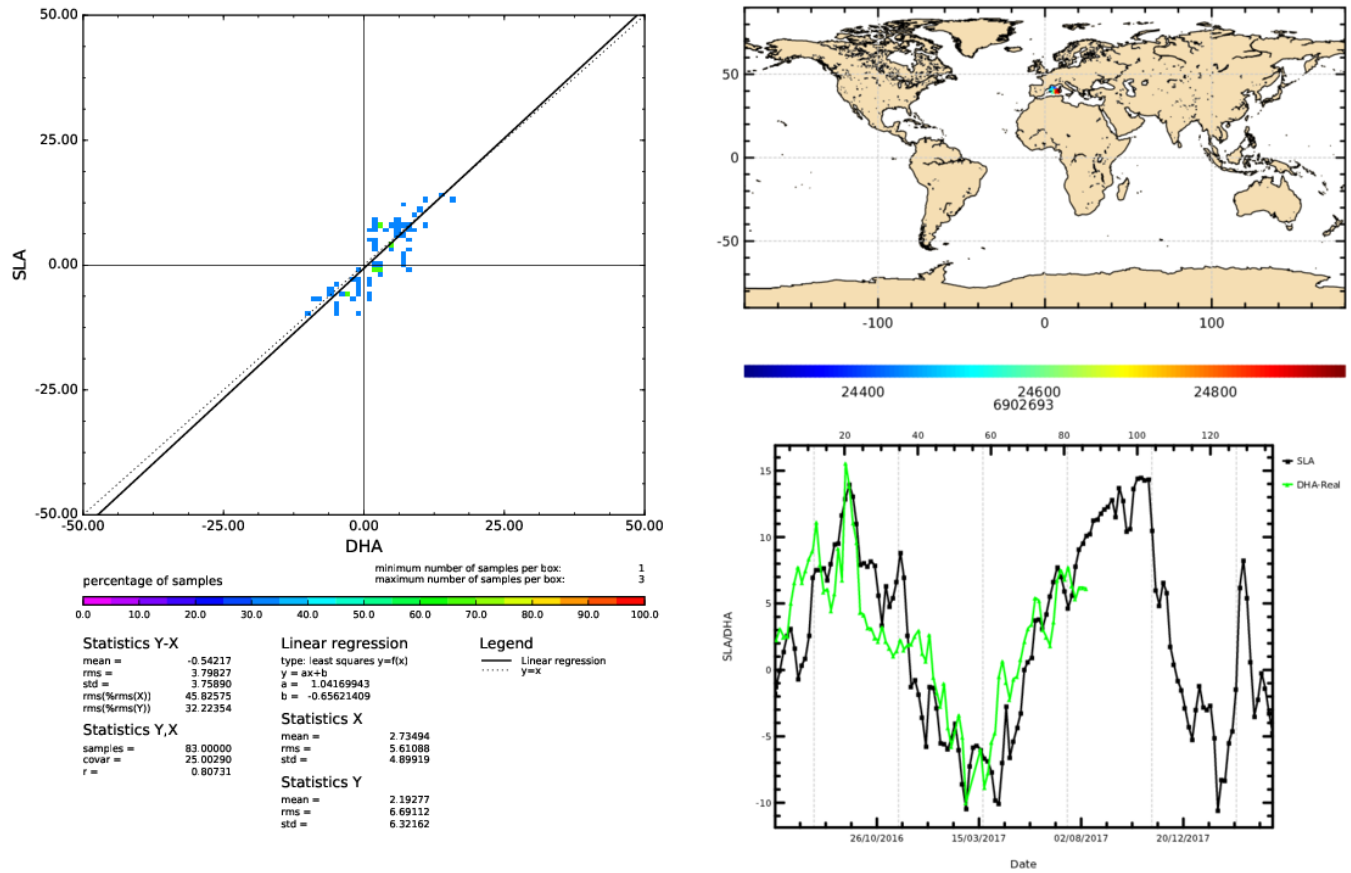 50.00
25.00
0.00
-25.00
-50.00
SLA
-50.00 -25.00 0.00 25.00 50.00
DHA
minimum number of samples per box: 1
maximum number of samples per box: 3
percentage of samples
0.0 10.0 20.0 30.0 40.0 50.0 60.0 70.0 80.0 90.0 100.0
Statistics Y-X
mean = -0.54217
rms = 3.79827
std = 3.75890
rms(%rms(X)) 45.82575
rms(%rms(Y)) 32.22354
Statistics Y,X
samples = 83.00000
covar = 25.00290
r = 0.80731
Linear regression
type: least squares y=f(x)
y = ax+b
a = 1.04169943
b = -0.65621409
Statistics X
mean = 2.73494
rms = 5.61088
std = 4.89919
Statistics Y
mean = 2.19277
rms = 6.69112
std = 6.32162
Legend
Linear regression
y=x
50
0
-50
-100 0 100
24400 24600 24800
6902693
20 40 60 80 100 120
15
10
5
0
-5
-10
SLA/DHA
SLA
DHA-Real
26/10/2016 15/03/2017 02/08/2017 20/12/2017
Date